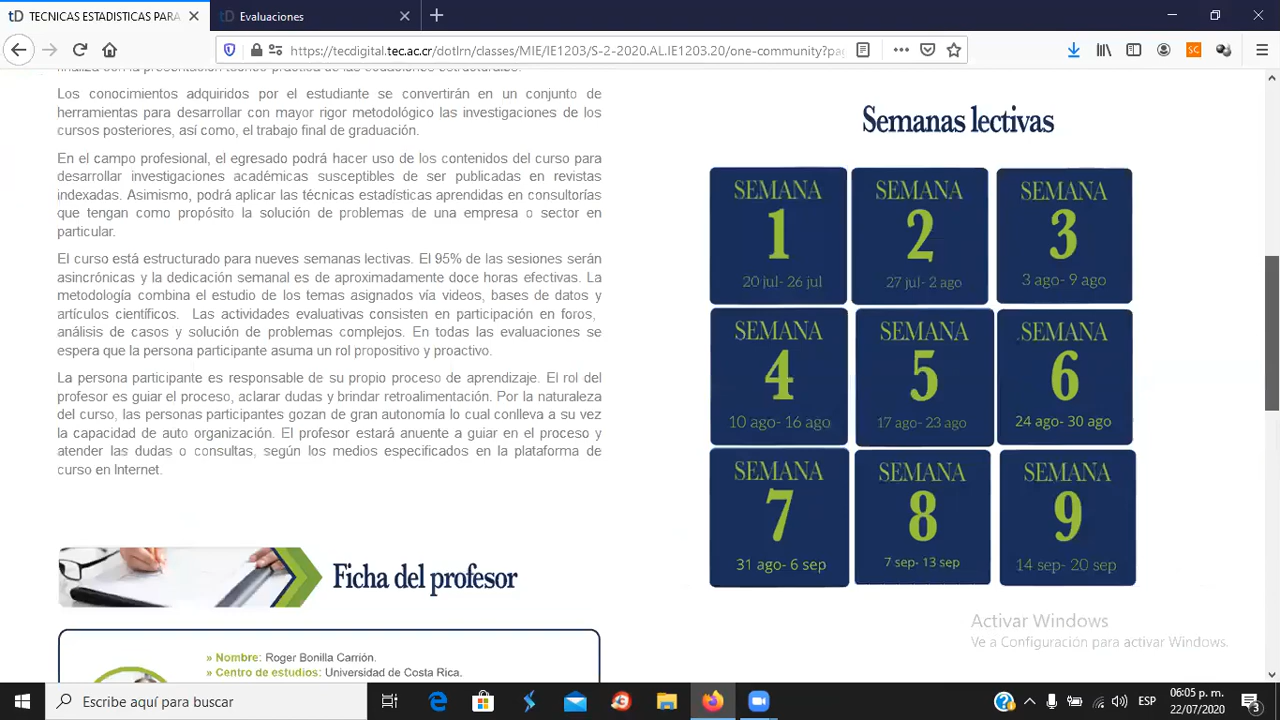 TECNICAS ESTADISTICAS PARA
Evaluaciones
https://tecdigital.tec.ac.cr/dotlrn/classes/MIE/IE1203/S-2-2020.AL.IE1203.20/one-community?pa
Los conocimientos adquiridos por el estudiante se convertirán en un conjunto de
herramientas para desarrollar con mayor rigor metodológico las investigaciones de los
cursos posteriores, así como, el trabajo final de graduación.
En el campo profesional, el egresado podrá hacer uso de los contenidos del curso para
desarrollar investigaciones académicas susceptibles de ser publicadas en revistas
indexadas. Asimismo, podrá aplicar las técnicas estadísticas aprendidas en consultorías
que tengan como propósito la solución de problemas de una empresa o sector en
particular.
El curso está estructurado para nueves semanas lectivas. El 95% de las sesiones serán
asincrónicas y la dedicación semanal es de aproximadamente doce horas efectivas. La
metodología combina el estudio de los temas asignados vía videos, bases de datos y
artículos científicos. Las actividades evaluativas consisten en participación en foros,
análisis de casos y solución de problemas complejos. En todas las evaluaciones se
espera que la persona participante asuma un rol propositivo y proactivo.
La persona participante es responsable de su propio proceso de aprendizaje. El rol del
profesor es guiar el proceso, aclarar dudas y brindar retroalimentación. Por la naturaleza
del curso, las personas participantes gozan de gran autonomía lo cual conlleva a su vez
la capacidad de auto organización. El profesor estará anuente a guiar en el proceso y
atender las dudas o consultas, según los medios especificados en la plataforma de
curso en Internet.
Ficha del profesor
» Nombre: Roger Bonilla Carrión.
» Centro de estudios: Universidad de Costa Rica.
Semanas lectivas
SEMANA
1
20 jul- 26 jul
SEMANA
2
27 jul- 2 ago
SEMANA
3
3 ago- 9 ago
SEMANA
4
10 ago- 16 ago
SEMANA
5
17 ago- 23 ago
SEMANA
6
24 ago- 30 ago
SEMANA
7
31 ago- 6 sep
SEMANA
8
7 sep- 13 sep
SEMANA
9
14 sep- 20 sep
Activar Windows
Ve a Configuración para activar Windows.
Escribe aquí para buscar
ESP
06:05 p. m.
22/07/2020
3